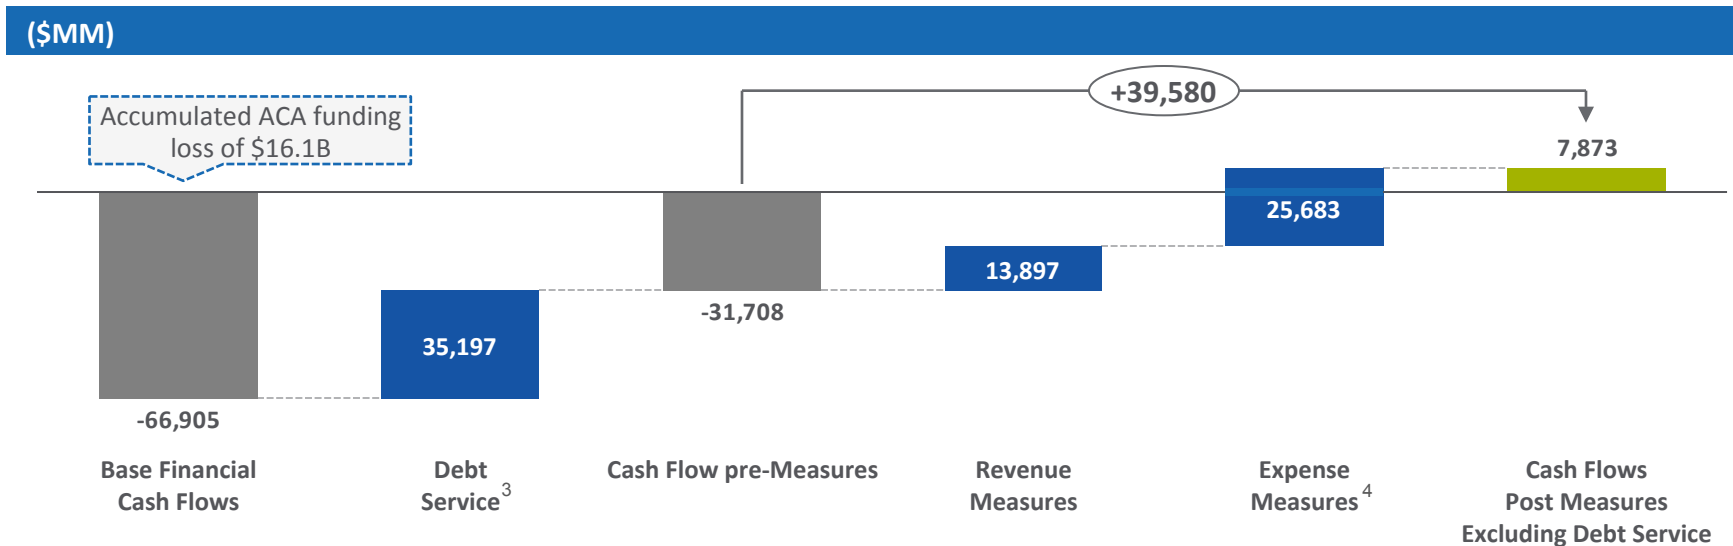 ($MM)
Accumulated ACA funding
loss of $16.1B
+39,580
7,873
25,683
13,897
-31,708
35,197
-66,905
Base Financial
Cash Flows
Debt
Service3
Cash Flow pre-Measures
Revenue
Measures
Expense
Measures4
Cash Flows
Post Measures
Excluding Debt Service